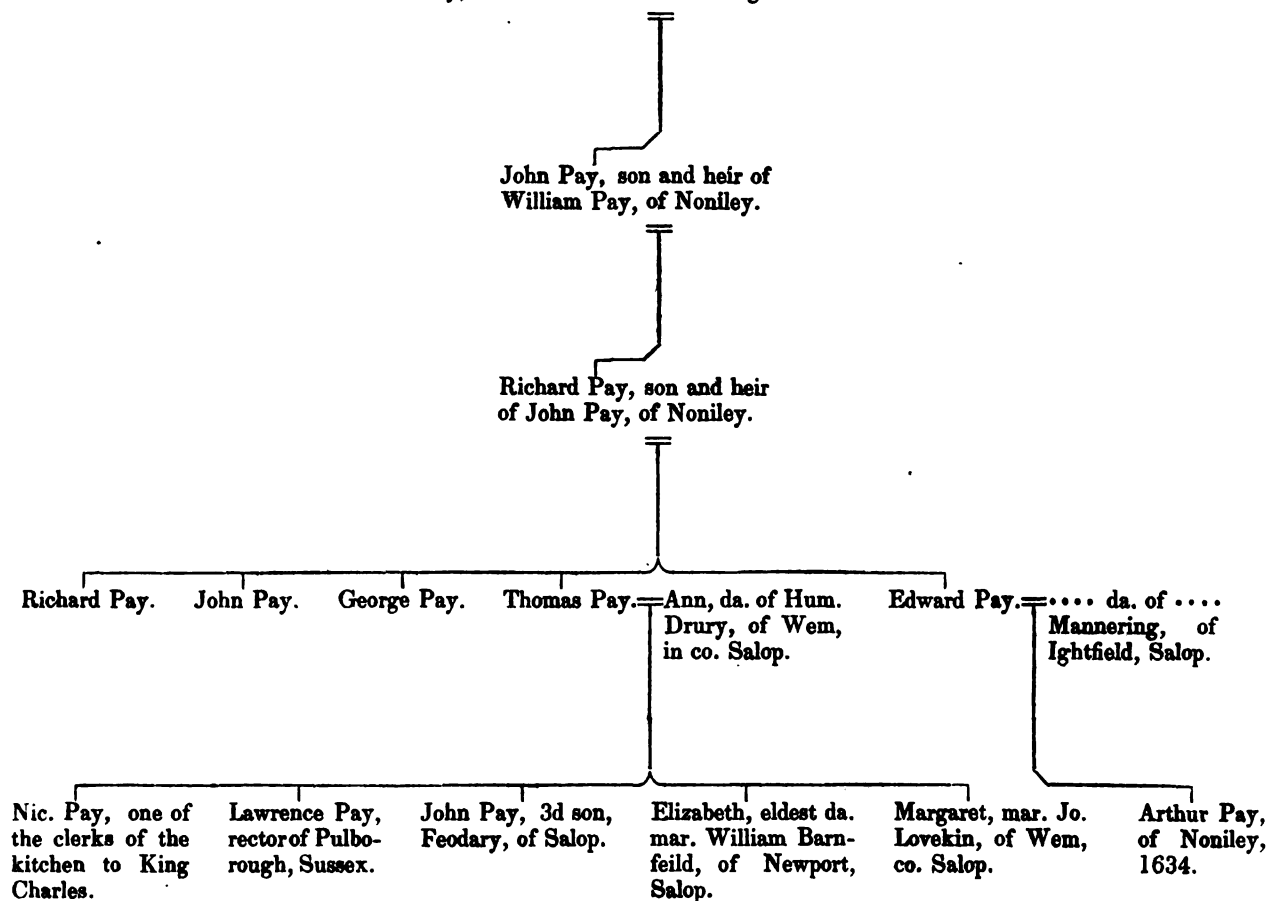 John Pay, son and heir of
William Pay, of Noniley.
Richard Pay, son and heir
of John Pay, of Noniley.
Richard Pay.
John Pay.
George Pay.
Thomas Pay.
Ann, da. of Hum.
Drury, of Wem,
in co. Salop.
Edward Pay.
.... da. of ....
Mannering, of
Ightfield, Salop.
Nic. Pay, one of
the clerks of the
kitchen to King
Charles.
Lawrence Pay,
rector of Pulbo-
rough, Sussex.
John Pay, 3d son,
Feodary, of Salop.
Elizabeth, eldest da.
mar. William Barn-
feild, of Newport,
Salop.
Margaret, mar. Jo.
Lovekin, of Wem,
co. Salop.
Arthur Pay,
of Noniley,
1634.